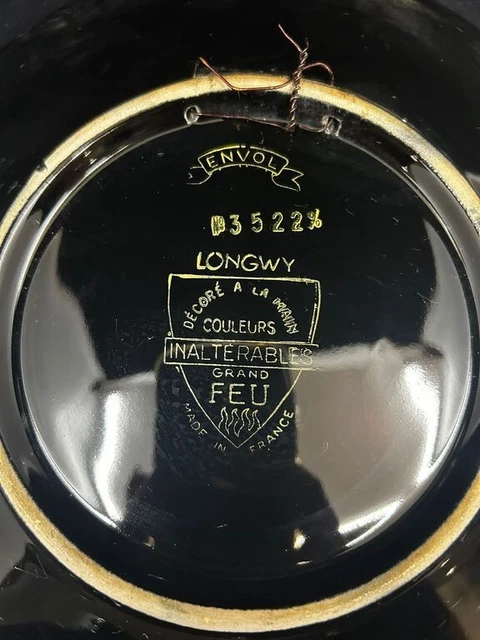 ENVOL
№3522%
LONGWY
DÉCORÉ A LA MAIN
COULEURS
INALTÉRABLES
GRAND
FEU
MADE IN FRANCE